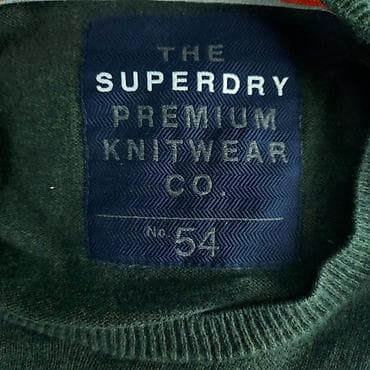 THE
SUPERDRY
PREMIUM
KNITWEAR
CO.
No. 54